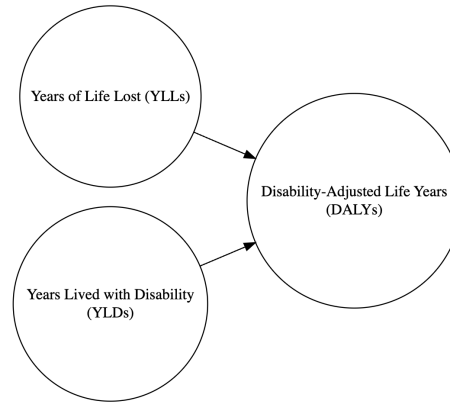 Years of Life Lost (YLLs)
Disability-Adjusted Life Years
(DALYs)
Years Lived with Disability
(YLDs)